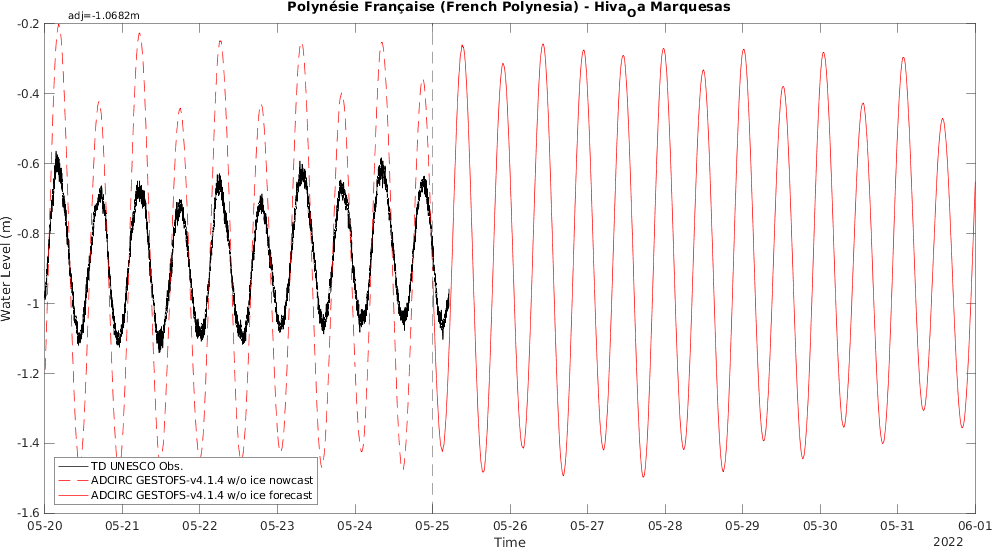 Polynésie Française (French Polynesia) - Hiva_Oa Marquesas
adj=-1.0682m
-0.2
-0.4
-0.6
-0.8
-1
-1.2
-1.4
-1.6
Water Level (m)
TD UNESCO Obs.
ADCIRC GESTOFS-v4.1.4 w/o ice nowcast
ADCIRC GESTOFS-v4.1.4 w/o ice forecast
05-20 05-21 05-22 05-23 05-24 05-25 05-26 05-27 05-28 05-29 05-30 05-31 06-01
Time
2022